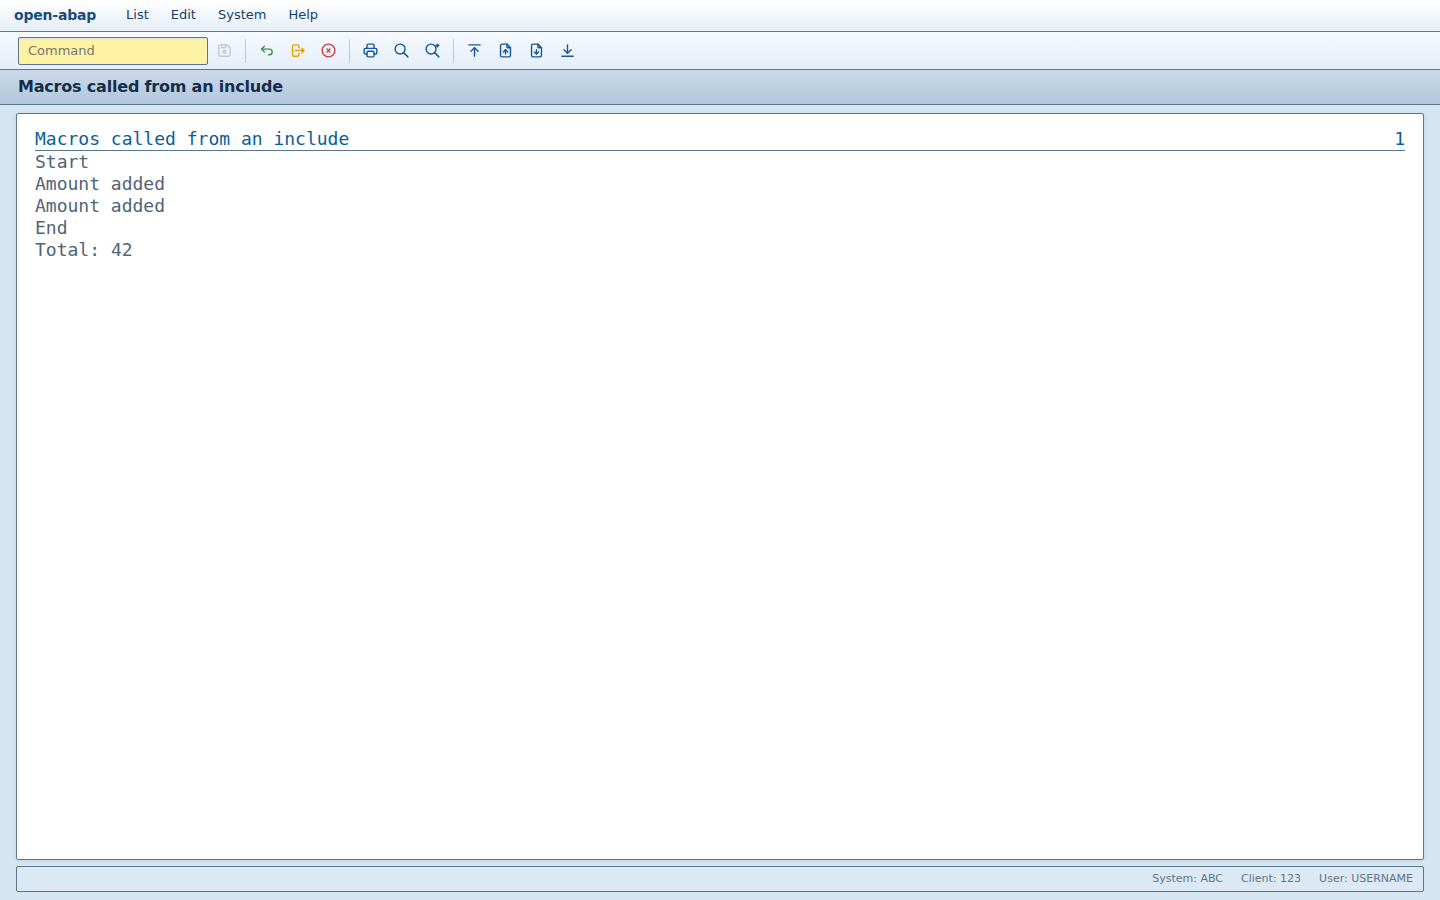 open-abap List Edit System Help
Command
Macros called from an include
Macros called from an include 1
Start
Amount added
Amount added
End
Total: 42
System: ABC Client: 123 User: USERNAME